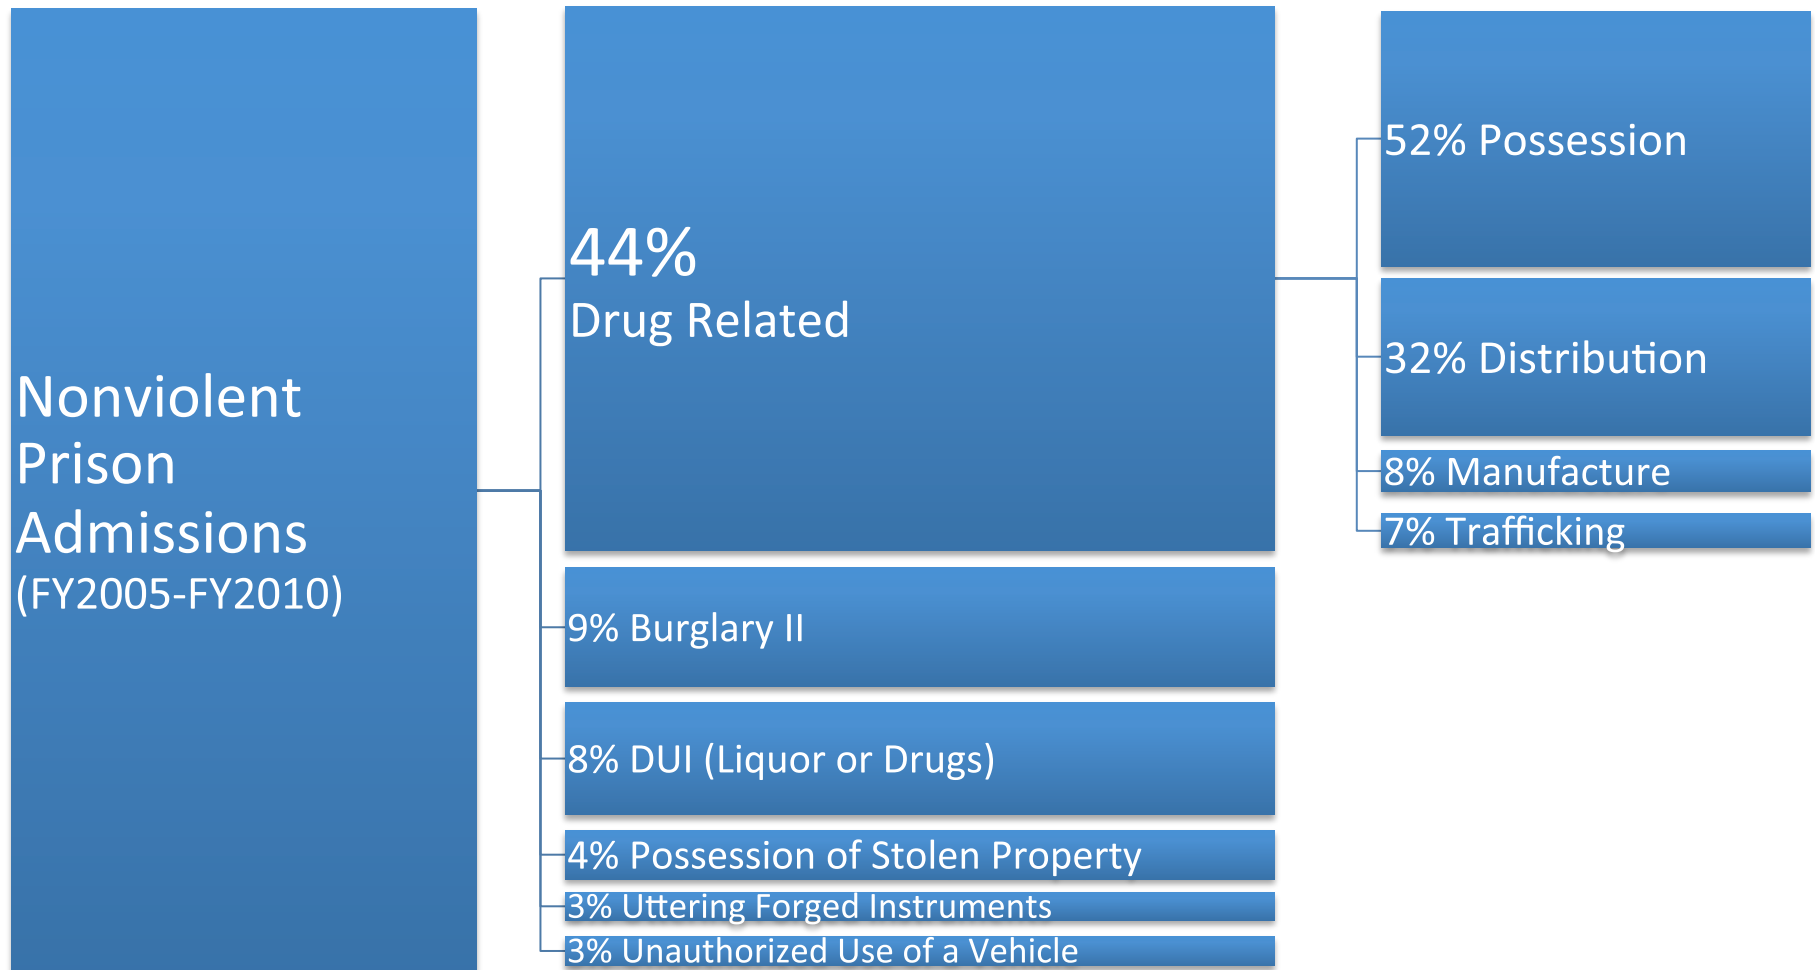 Nonviolent
Prison
Admissions
(FY2005-FY2010)
44%
Drug Related
9% Burglary II
8% DUI (Liquor or Drugs)
4% Possession of Stolen Property
3% Uttering Forged Instruments
3% Unauthorized Use of a Vehicle
52% Possession
32% Distribution
8% Manufacture
7% Trafficking